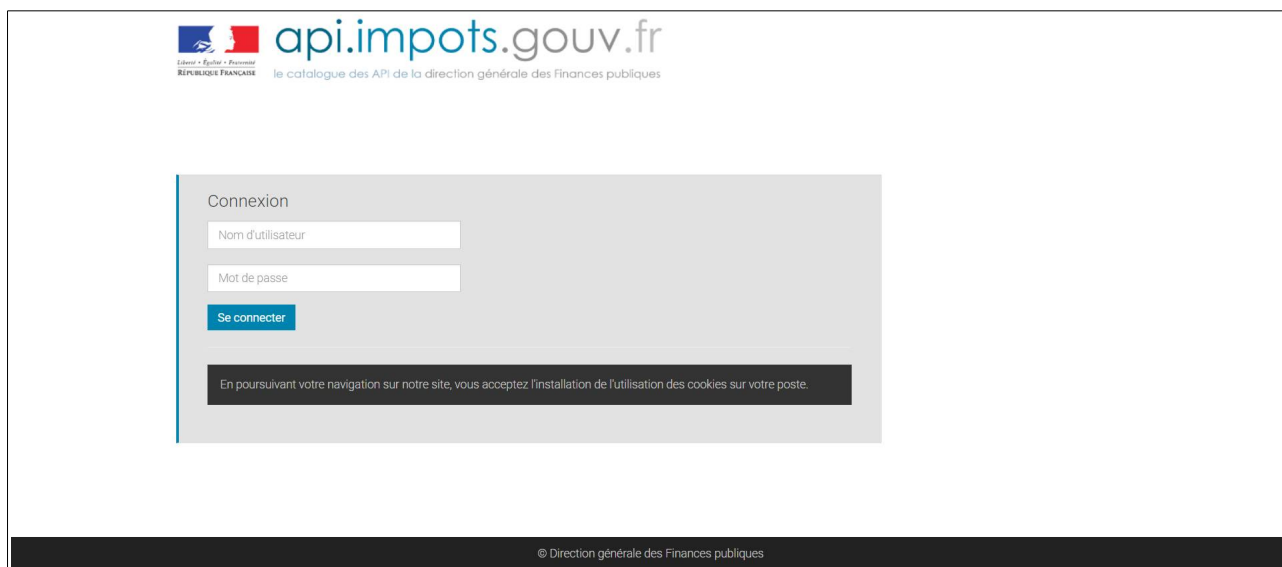 api.impots.gouv.fr
Liberté • Égalité • Fraternité
RÉPUBLIQUE FRANÇAISE
le catalogue des API de la direction générale des Finances publiques
Connexion
Nom d'utilisateur
Mot de passe
Se connecter
En poursuivant votre navigation sur notre site, vous acceptez l'installation de l'utilisation des cookies sur votre poste.
© Direction générale des Finances publiques